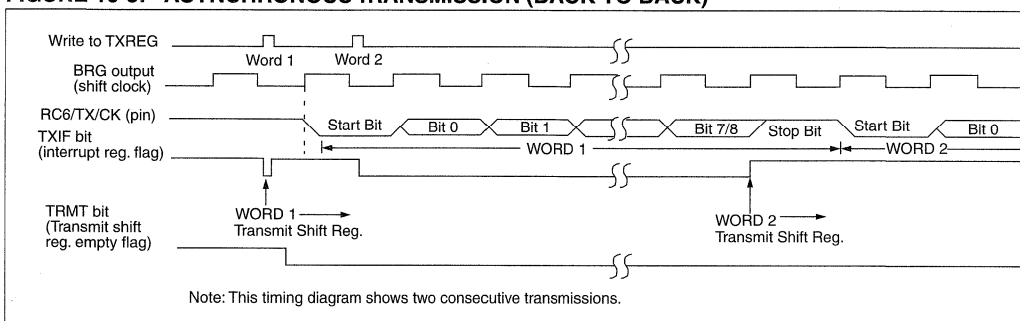 Write to TXREG
Word 1
Word 2
BRG output
(shift clock)
RC6/TX/CK (pin)
Start Bit
Bit 0
Bit 1
Bit 7/8
Stop Bit
Start Bit
Bit 0
TXIF bit
(interrupt reg. flag)
WORD 1
WORD 2
TRMT bit
(Transmit shift
reg. empty flag)
WORD 1
Transmit Shift Reg.
WORD 2
Transmit Shift Reg.
Note: This timing diagram shows two consecutive transmissions.